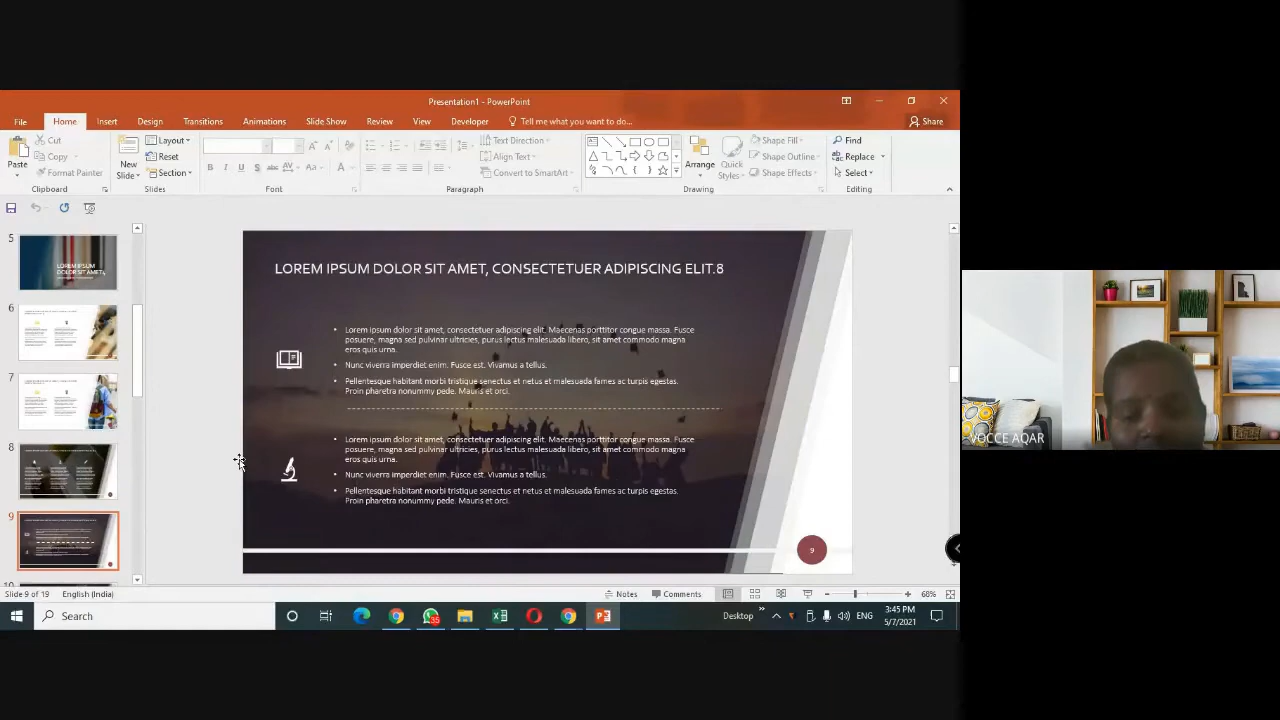 Presentation1 - PowerPoint
File Home Insert Design Transitions Animations Slide Show Review View Developer Tell me what you want to do... Share
Paste
Cut
Copy
Format Painter
Clipboard
New Slide
Layout
Reset
Section
Slides
B I U S abc AV Aa A
Font
Text Direction
Align Text
Convert to SmartArt
Paragraph
Arrange
Quick Styles
Shape Fill
Shape Outline
Shape Effects
Drawing
Find
Replace
Select
Editing
5
LOREM IPSUM
DOLOR SIT AMET,
6
7
8
9
LOREM IPSUM DOLOR SIT AMET, CONSECTETUER ADIPISCING ELIT.8
• Lorem ipsum dolor sit amet, consectetuer adipiscing elit. Maecenas porttitor congue massa. Fusce
posuere, magna sed pulvinar ultricies, purus lectus malesuada libero, sit amet commodo magna
eros quis urna.
• Nunc viverra imperdiet enim. Fusce est. Vivamus a tellus.
• Pellentesque habitant morbi tristique senectus et netus et malesuada fames ac turpis egestas.
Proin pharetra nonummy pede. Mauris et orci.
• Lorem ipsum dolor sit amet, consectetuer adipiscing elit. Maecenas porttitor congue massa. Fusce
posuere, magna sed pulvinar ultricies, purus lectus malesuada libero, sit amet commodo magna
eros quis urna.
• Nunc viverra imperdiet enim. Fusce est. Vivamus a tellus.
• Pellentesque habitant morbi tristique senectus et netus et malesuada fames ac turpis egestas.
Proin pharetra nonummy pede. Mauris et orci.
9
VOCCE AQAR
Slide 9 of 19 English (India) Notes Comments 68%
Search 35 Desktop ENG 3:45 PM
5/7/2021